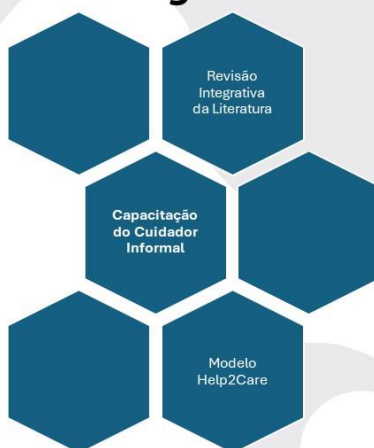 Revisão
Integrativa
da Literatura
Capacitação
do Cuidador
Informal
Modelo
Help2Care